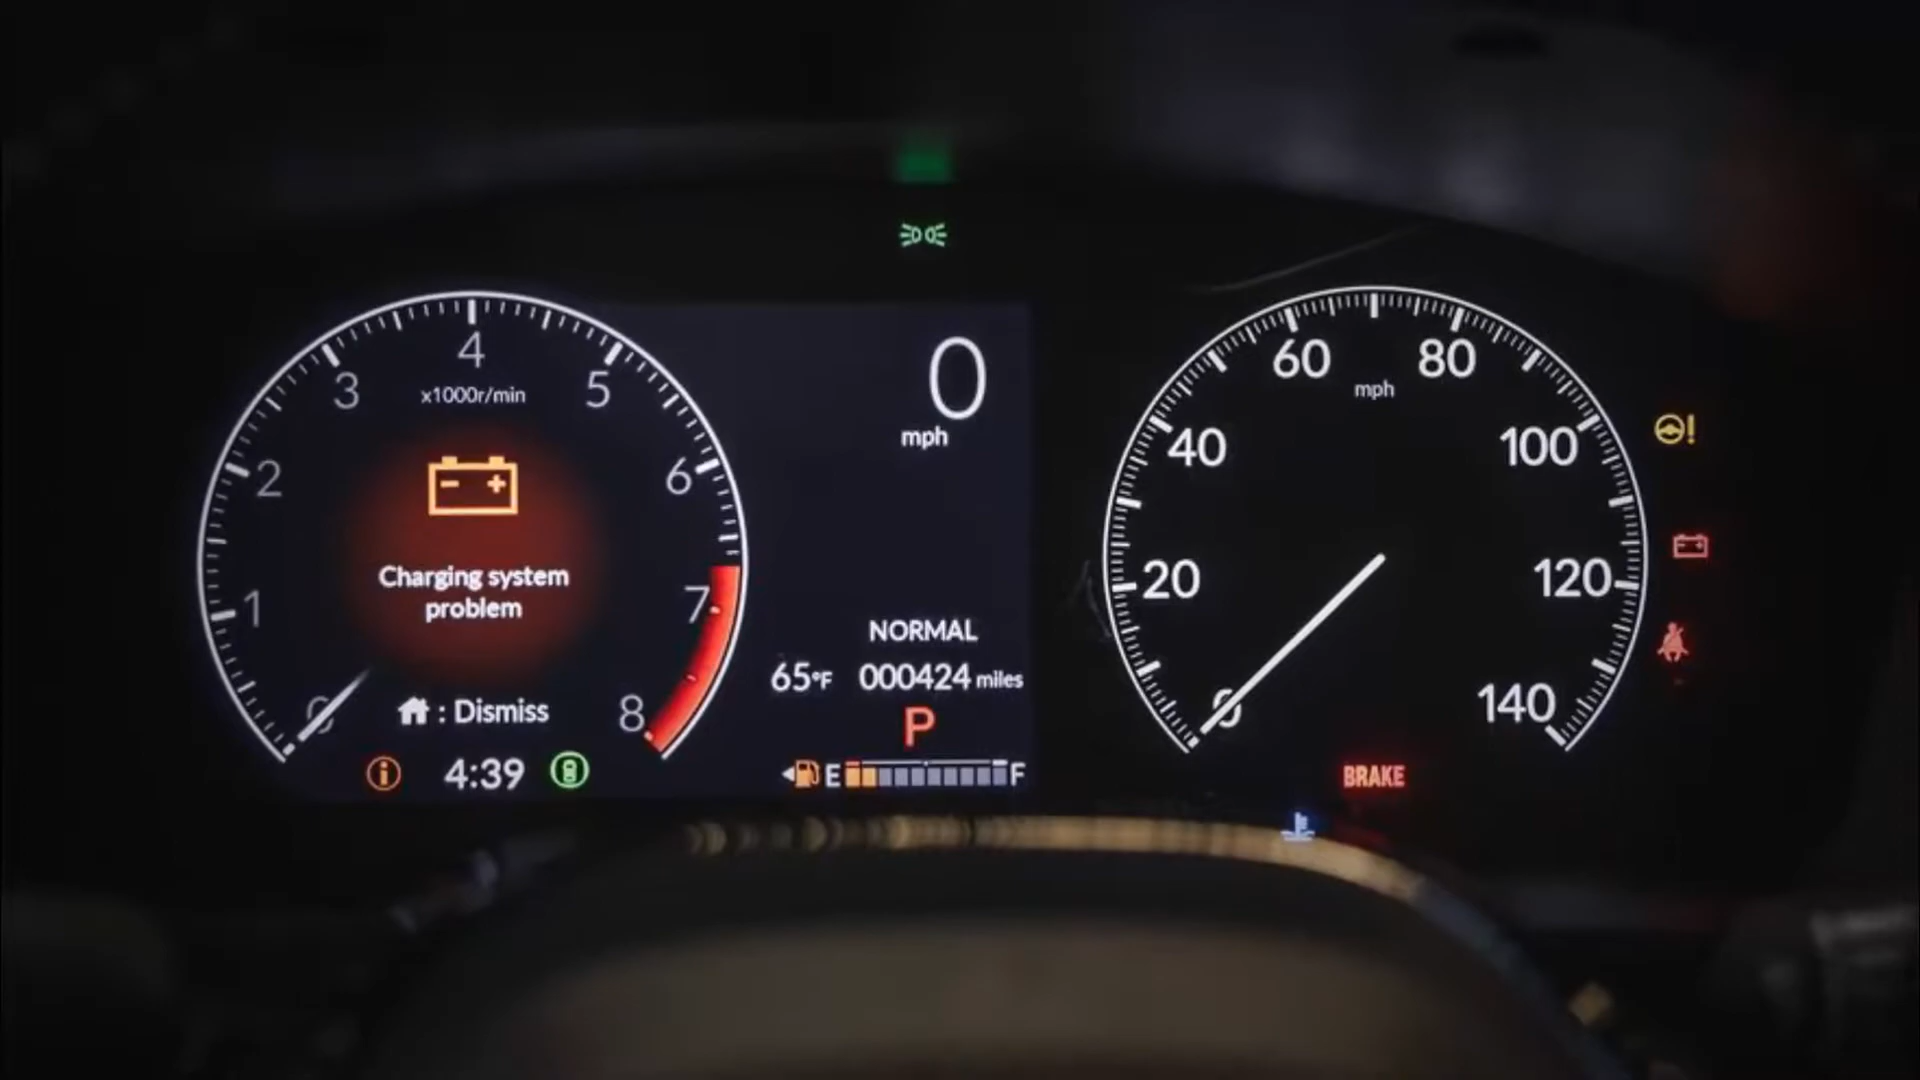 4
3
5
x1000r/min
2
6
Charging system
problem
1
7
0
8
: Dismiss
4:39
0
mph
NORMAL
65°F 000424 miles
P
E F
60 80
mph
40 100
20 120
0 140
BRAKE